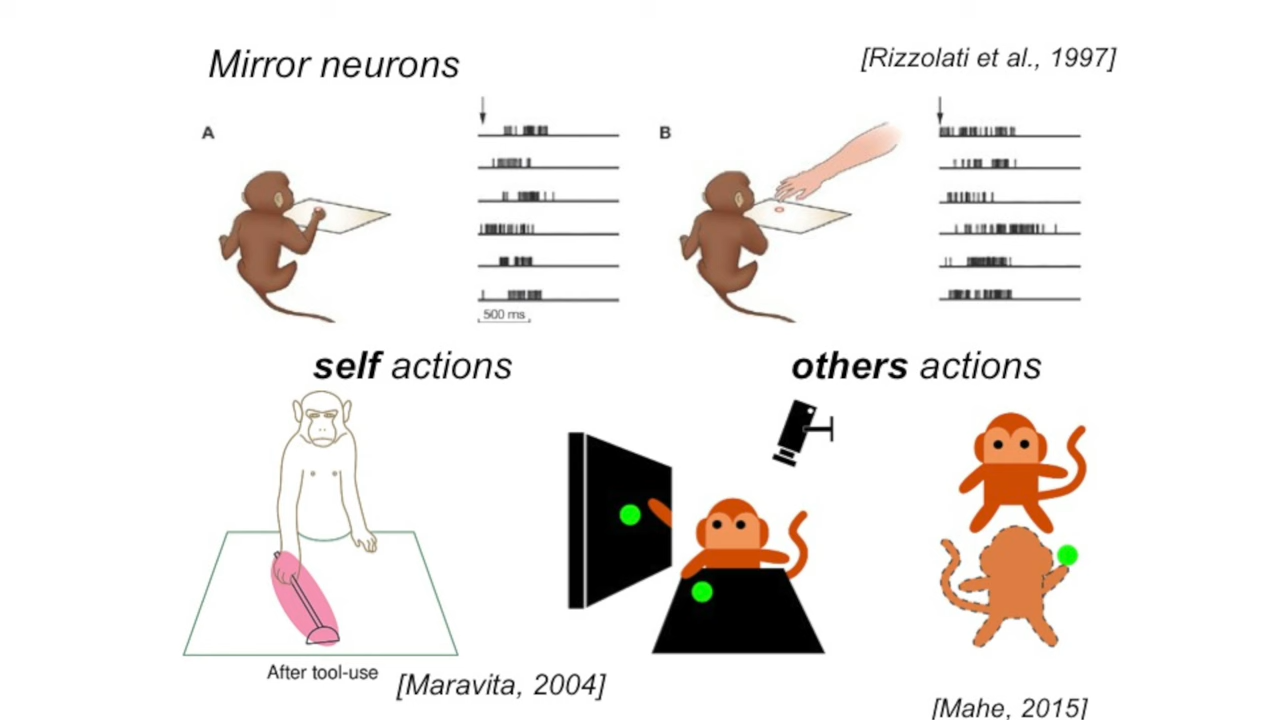 Mirror neurons
[Rizzolati et al., 1997]
A
B
500 ms
self actions
others actions
After tool-use
[Maravita, 2004]
[Mahe, 2015]